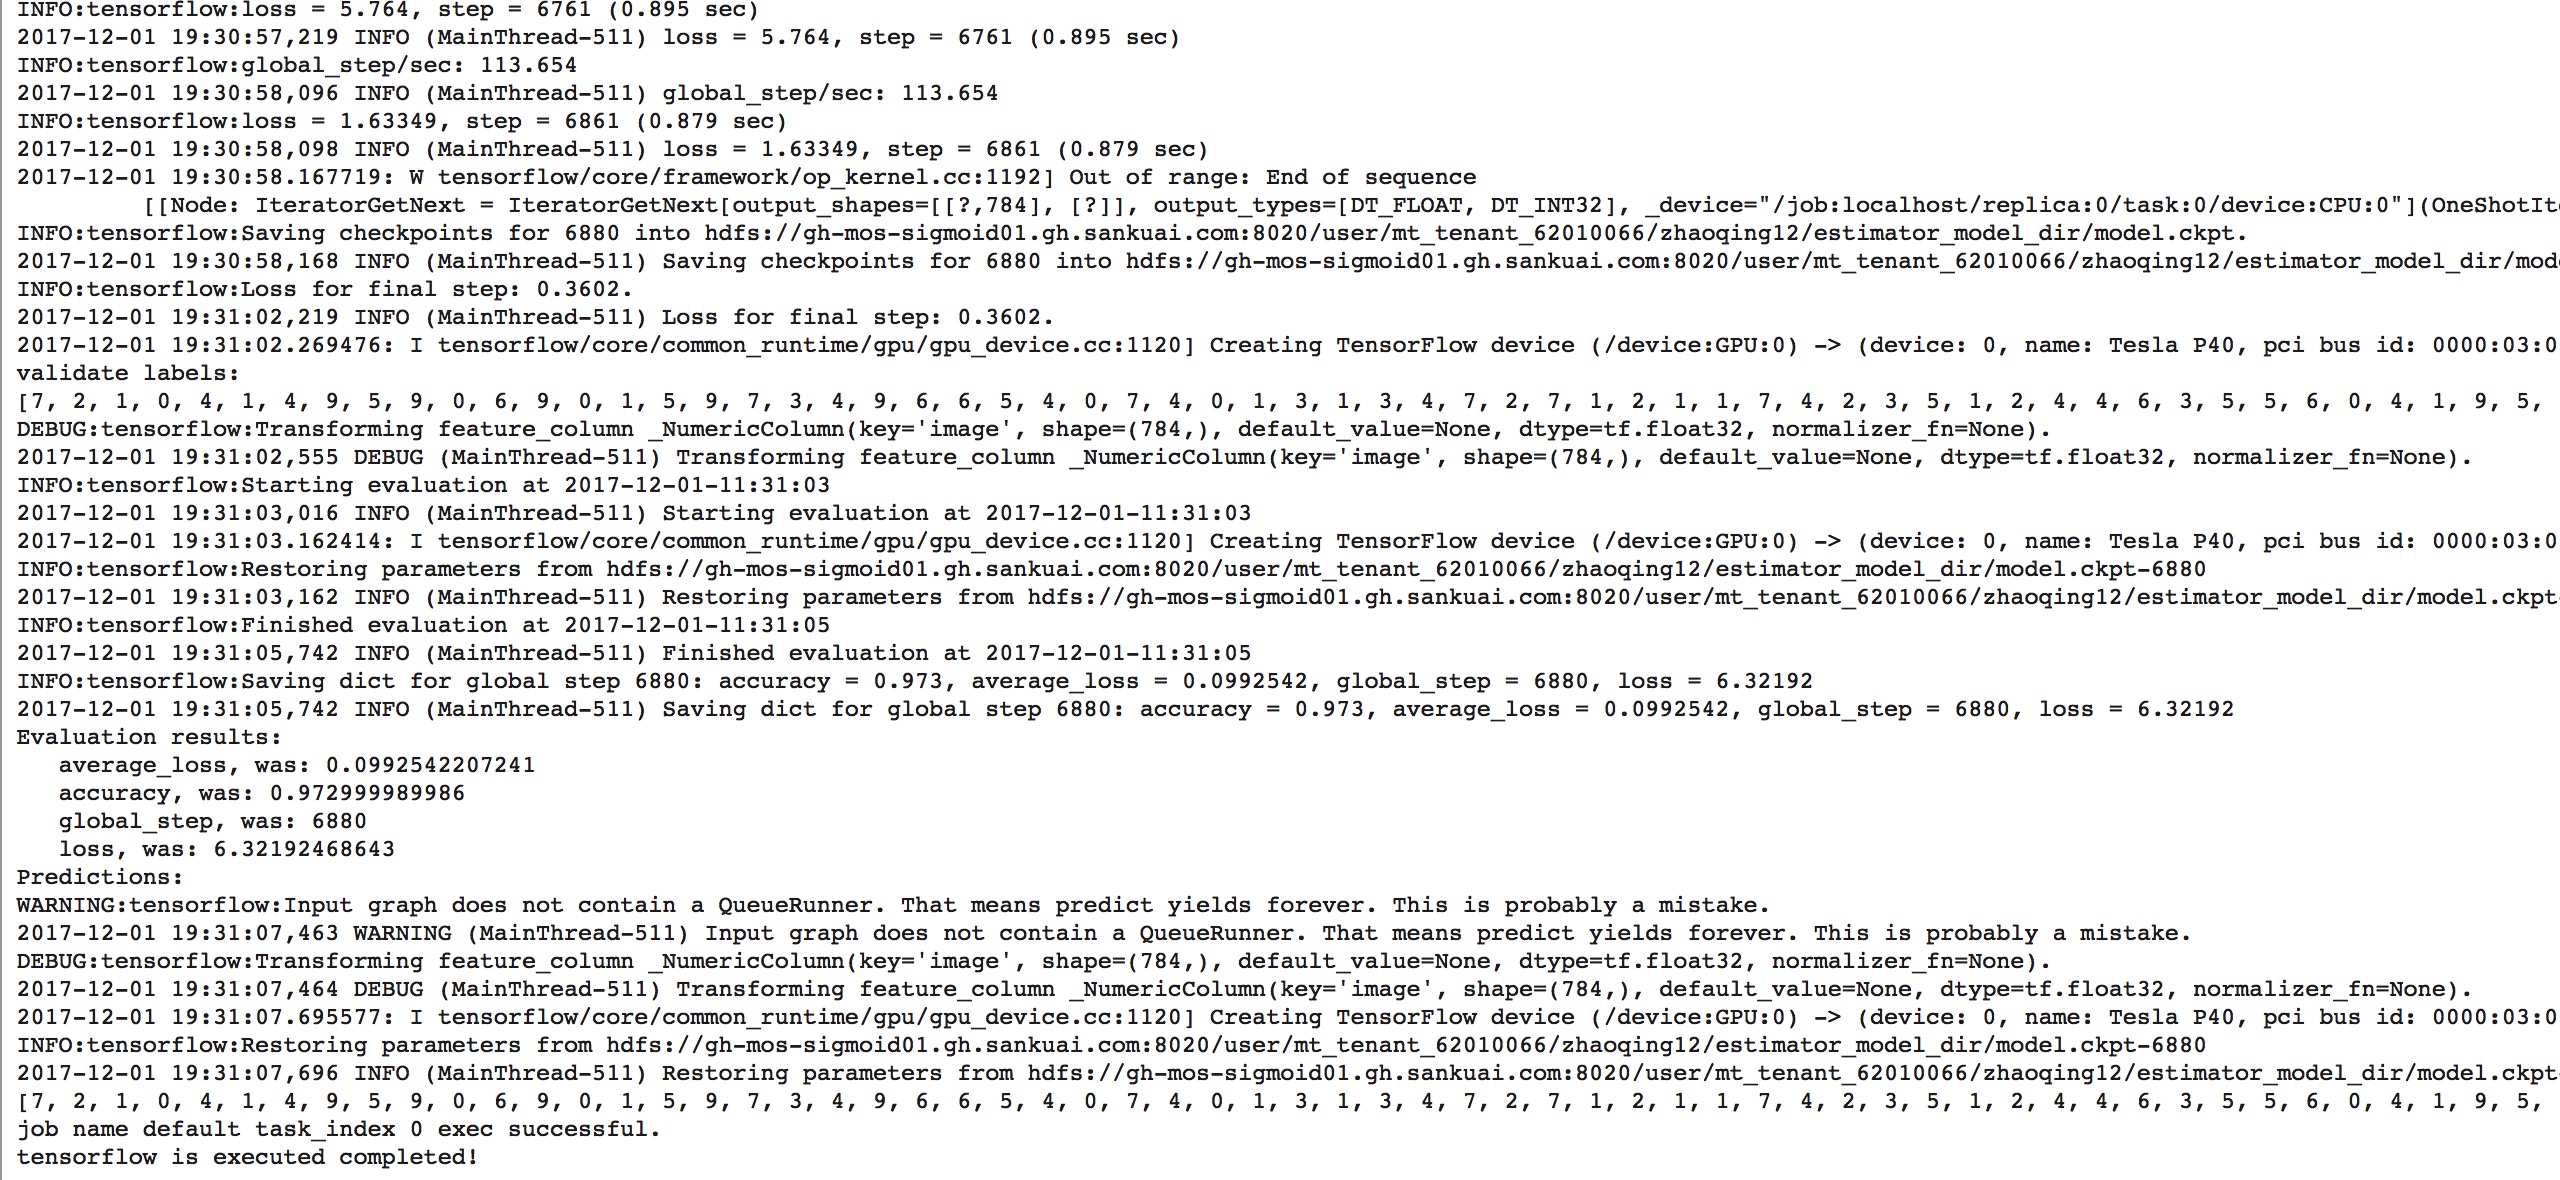 INFO:tensorflow:loss = 5.764, step = 6761 (0.895 sec)
2017-12-01 19:30:57,219 INFO (MainThread-511) loss = 5.764, step = 6761 (0.895 sec)
INFO:tensorflow:global_step/sec: 113.654
2017-12-01 19:30:58,096 INFO (MainThread-511) global_step/sec: 113.654
INFO:tensorflow:loss = 1.63349, step = 6861 (0.879 sec)
2017-12-01 19:30:58,098 INFO (MainThread-511) loss = 1.63349, step = 6861 (0.879 sec)
2017-12-01 19:30:58.167719: W tensorflow/core/framework/op_kernel.cc:1192] Out of range: End of sequence
[[Node: IteratorGetNext = IteratorGetNext[output_shapes=[[?,784], [?]], output_types=[DT_FLOAT, DT_INT32], _device="/job:localhost/replica:0/task:0/device:CPU:0"](OneShotIte
INFO:tensorflow:Saving checkpoints for 6880 into hdfs://gh-mos-sigmoid01.gh.sankuai.com:8020/user/mt_tenant_62010066/zhaoqing12/estimator_model_dir/model.ckpt.
2017-12-01 19:30:58,168 INFO (MainThread-511) Saving checkpoints for 6880 into hdfs://gh-mos-sigmoid01.gh.sankuai.com:8020/user/mt_tenant_62010066/zhaoqing12/estimator_model_dir/mode
INFO:tensorflow:Loss for final step: 0.3602.
2017-12-01 19:31:02,219 INFO (MainThread-511) Loss for final step: 0.3602.
2017-12-01 19:31:02.269476: I tensorflow/core/common_runtime/gpu/gpu_device.cc:1120] Creating TensorFlow device (/device:GPU:0) -> (device: 0, name: Tesla P40, pci bus id: 0000:03:0
validate labels:
[7, 2, 1, 0, 4, 1, 4, 9, 5, 9, 0, 6, 9, 0, 1, 5, 9, 7, 3, 4, 9, 6, 6, 5, 4, 0, 7, 4, 0, 1, 3, 1, 3, 4, 7, 2, 7, 1, 2, 1, 1, 7, 4, 2, 3, 5, 1, 2, 4, 4, 6, 3, 5, 5, 6, 0, 4, 1, 9, 5,
DEBUG:tensorflow:Transforming feature_column _NumericColumn(key='image', shape=(784,), default_value=None, dtype=tf.float32, normalizer_fn=None).
2017-12-01 19:31:02,555 DEBUG (MainThread-511) Transforming feature_column _NumericColumn(key='image', shape=(784,), default_value=None, dtype=tf.float32, normalizer_fn=None).
INFO:tensorflow:Starting evaluation at 2017-12-01-11:31:03
2017-12-01 19:31:03,016 INFO (MainThread-511) Starting evaluation at 2017-12-01-11:31:03
2017-12-01 19:31:03.162414: I tensorflow/core/common_runtime/gpu/gpu_device.cc:1120] Creating TensorFlow device (/device:GPU:0) -> (device: 0, name: Tesla P40, pci bus id: 0000:03:0
INFO:tensorflow:Restoring parameters from hdfs://gh-mos-sigmoid01.gh.sankuai.com:8020/user/mt_tenant_62010066/zhaoqing12/estimator_model_dir/model.ckpt-6880
2017-12-01 19:31:03,162 INFO (MainThread-511) Restoring parameters from hdfs://gh-mos-sigmoid01.gh.sankuai.com:8020/user/mt_tenant_62010066/zhaoqing12/estimator_model_dir/model.ckpt-
INFO:tensorflow:Finished evaluation at 2017-12-01-11:31:05
2017-12-01 19:31:05,742 INFO (MainThread-511) Finished evaluation at 2017-12-01-11:31:05
INFO:tensorflow:Saving dict for global step 6880: accuracy = 0.973, average_loss = 0.0992542, global_step = 6880, loss = 6.32192
2017-12-01 19:31:05,742 INFO (MainThread-511) Saving dict for global step 6880: accuracy = 0.973, average_loss = 0.0992542, global_step = 6880, loss = 6.32192
Evaluation results:
average_loss, was: 0.0992542207241
accuracy, was: 0.972999989986
global_step, was: 6880
loss, was: 6.32192468643
Predictions:
WARNING:tensorflow:Input graph does not contain a QueueRunner. That means predict yields forever. This is probably a mistake.
2017-12-01 19:31:07,463 WARNING (MainThread-511) Input graph does not contain a QueueRunner. That means predict yields forever. This is probably a mistake.
DEBUG:tensorflow:Transforming feature_column _NumericColumn(key='image', shape=(784,), default_value=None, dtype=tf.float32, normalizer_fn=None).
2017-12-01 19:31:07,464 DEBUG (MainThread-511) Transforming feature_column _NumericColumn(key='image', shape=(784,), default_value=None, dtype=tf.float32, normalizer_fn=None).
2017-12-01 19:31:07.695577: I tensorflow/core/common_runtime/gpu/gpu_device.cc:1120] Creating TensorFlow device (/device:GPU:0) -> (device: 0, name: Tesla P40, pci bus id: 0000:03:0
INFO:tensorflow:Restoring parameters from hdfs://gh-mos-sigmoid01.gh.sankuai.com:8020/user/mt_tenant_62010066/zhaoqing12/estimator_model_dir/model.ckpt-6880
2017-12-01 19:31:07,696 INFO (MainThread-511) Restoring parameters from hdfs://gh-mos-sigmoid01.gh.sankuai.com:8020/user/mt_tenant_62010066/zhaoqing12/estimator_model_dir/model.ckpt-
[7, 2, 1, 0, 4, 1, 4, 9, 5, 9, 0, 6, 9, 0, 1, 5, 9, 7, 3, 4, 9, 6, 6, 5, 4, 0, 7, 4, 0, 1, 3, 1, 3, 4, 7, 2, 7, 1, 2, 1, 1, 7, 4, 2, 3, 5, 1, 2, 4, 4, 6, 3, 5, 5, 6, 0, 4, 1, 9, 5,
job name default task_index 0 exec successful.
tensorflow is executed completed!